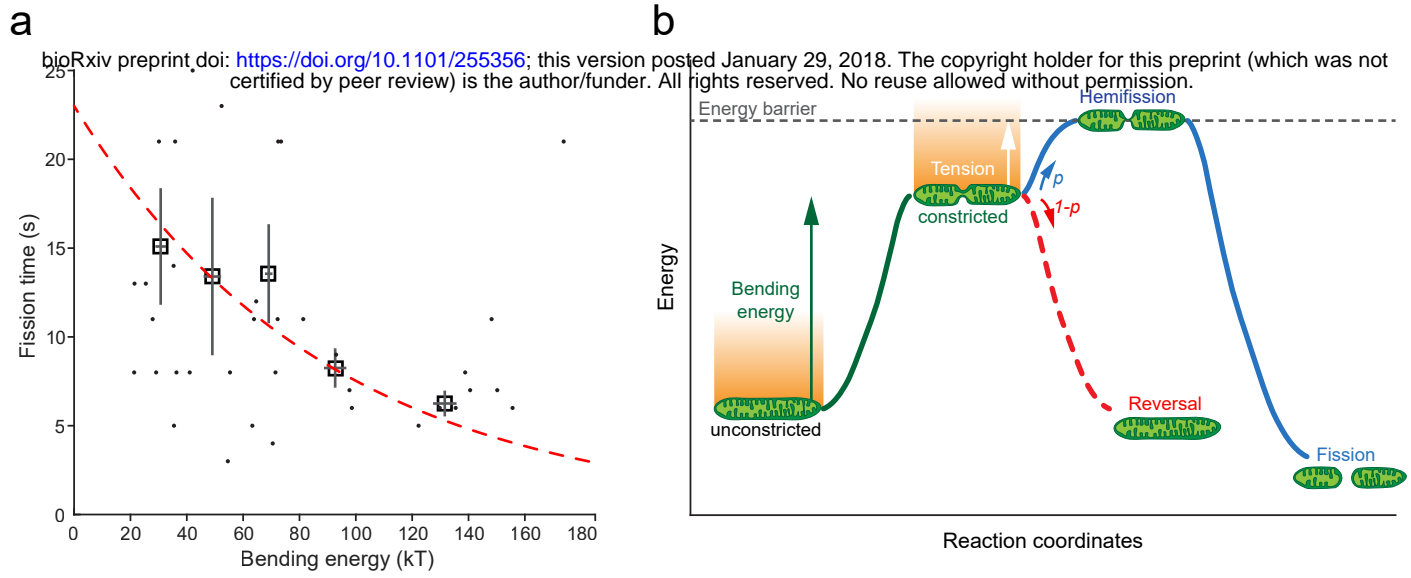 a
b
bioRxiv preprint doi: https://doi.org/10.1101/255356; this version posted January 29, 2018. The copyright holder for this preprint (which was not
certified by peer review) is the author/funder. All rights reserved. No reuse allowed without permission.
25
20
15
10
5
0
Fission time (s)
0 20 40 60 80 100 120 140 160 180
Bending energy (kT)
Energy
Energy barrier
Hemifission
Tension
constricted
p
1-p
Bending
energy
unconstricted
Reversal
Fission
Reaction coordinates